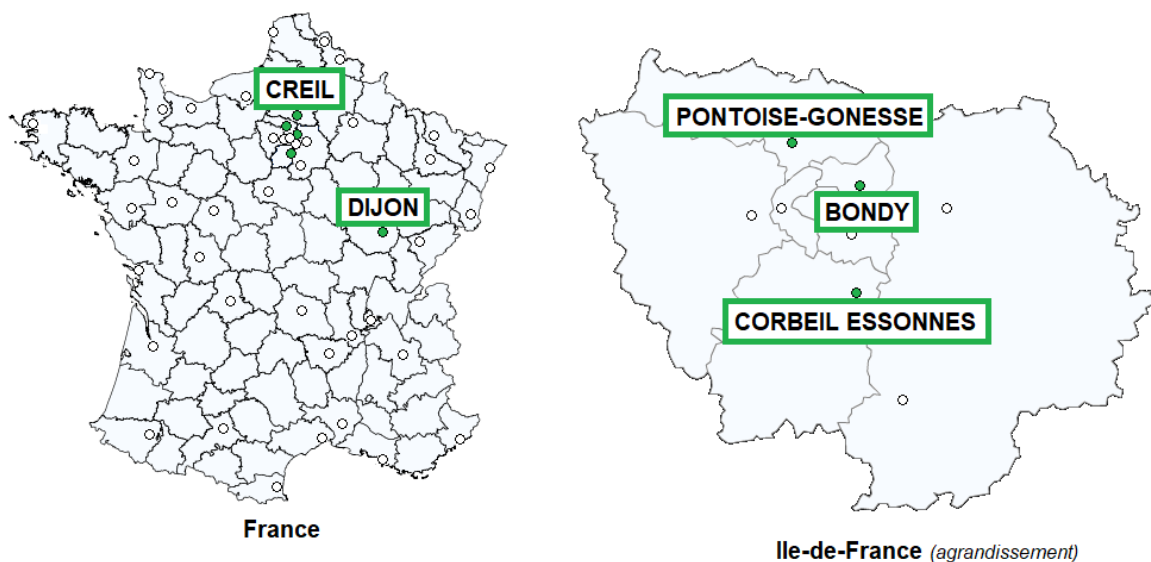 CREIL
DIJON
France
PONTOISE-GONESSE
BONDY
CORBEIL ESSONNES
Ile-de-France (agrandissement)